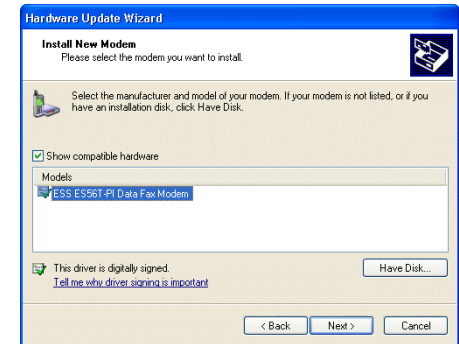 Hardware Update Wizard
Install New Modem
Please select the modem you want to install.
Select the manufacturer and model of your modem. If your modem is not listed, or if you
have an installation disk, click Have Disk.
Show compatible hardware
Models
ESS ES56T-PI Data Fax Modem
This driver is digitally signed.
Have Disk...
Tell me why driver signing is important
< Back
Next >
Cancel